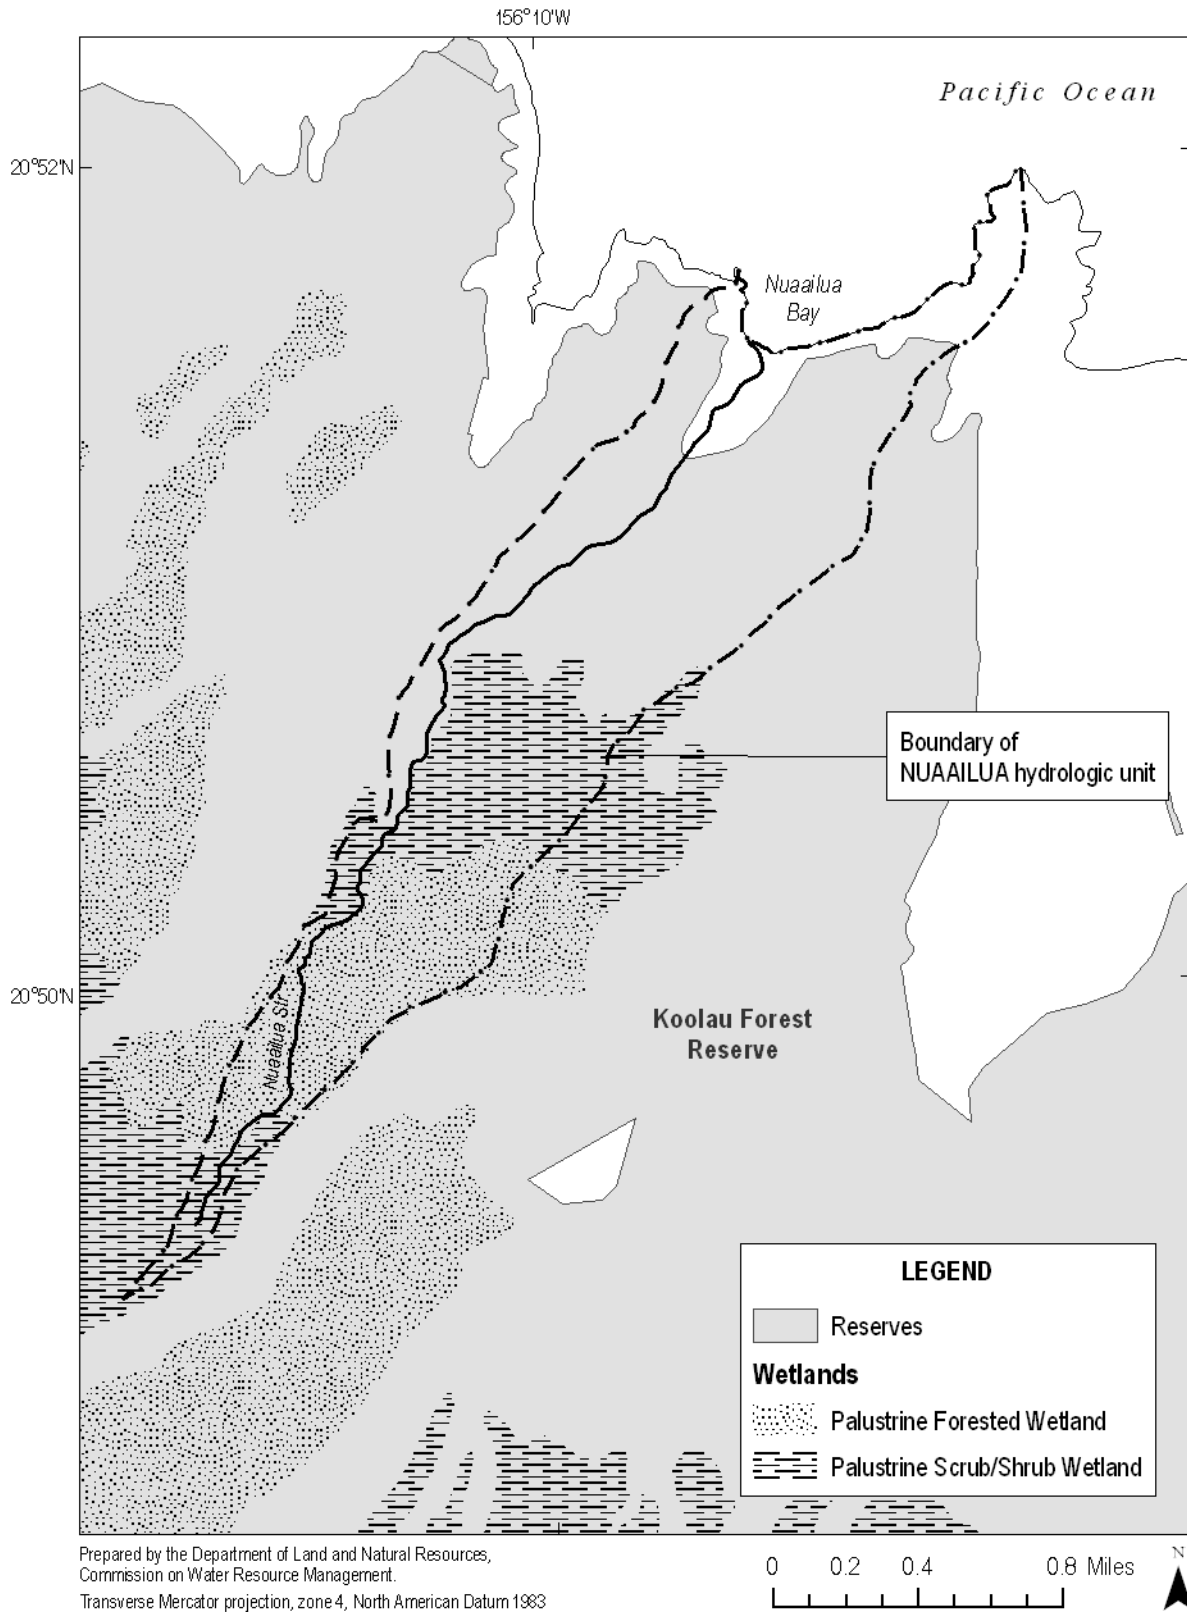 156°10'W
Pacific Ocean
20°52'N
Nuaailua
Bay
Boundary of
NUAAILUA hydrologic unit
20°50'N
Koolau Forest
Reserve
Nuaailua Str
LEGEND
Reserves
Wetlands
Palustrine Forested Wetland
Palustrine Scrub/Shrub Wetland
Prepared by the Department of Land and Natural Resources,
Commission on Water Resource Management.
Transverse Mercator projection, zone 4, North American Datum 1983
0 0.2 0.4 0.8 Miles
N